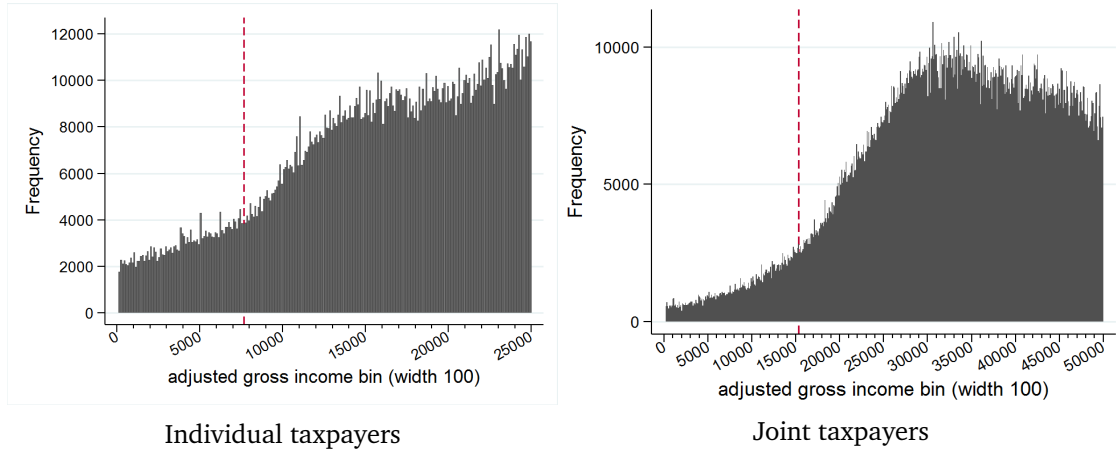 Frequency
12000
10000
8000
6000
4000
2000
0
0 5000 10000 15000 20000 25000
adjusted gross income bin (width 100)
Individual taxpayers
Frequency
10000
5000
0
0 5000 10000 15000 20000 25000 30000 35000 40000 45000 50000
adjusted gross income bin (width 100)
Joint taxpayers